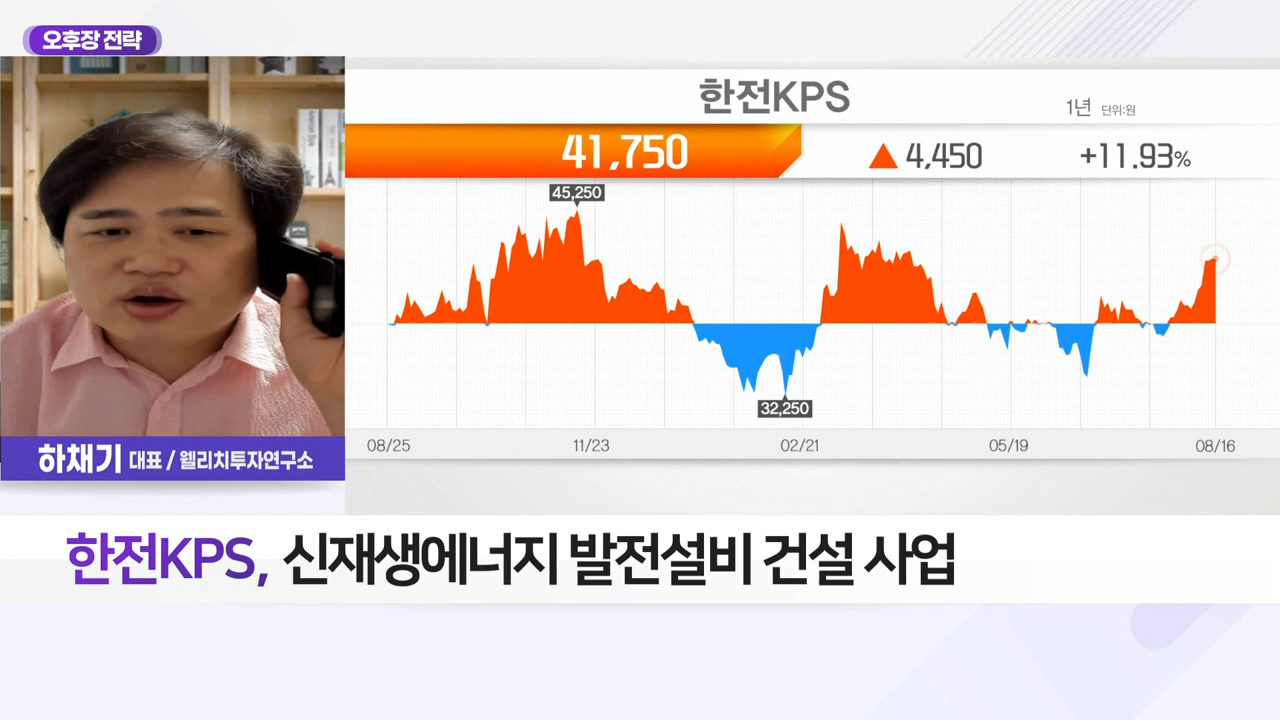 오후장 전략
한전KPS
1년 단위:원
41,750 ▲ 4,450 +11.93%
45,250
32,250
08/25 11/23 02/21 05/19 08/16
하채기 대표 / 웰리치투자연구소
한전KPS, 신재생에너지 발전설비 건설 사업